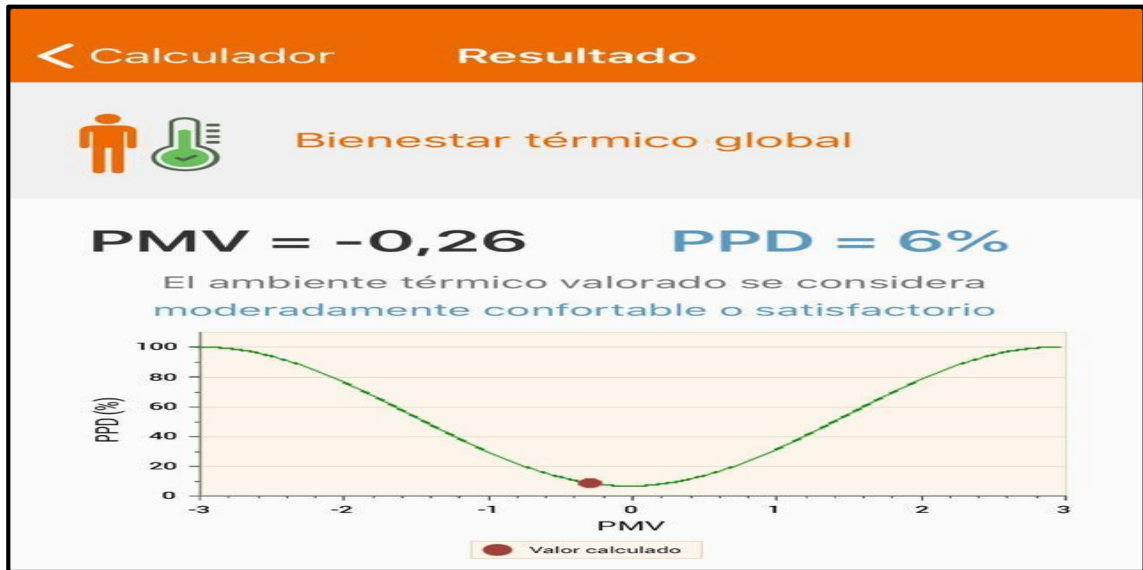 Calculador Resultado
Bienestar térmico global
PMV = -0,26 PPD = 6%
El ambiente térmico valorado se considera
moderadamente confortable o satisfactorio
100
80
60
40
20
0
PPD (%)
-3 -2 -1 0 1 2 3
PMV
Valor calculado